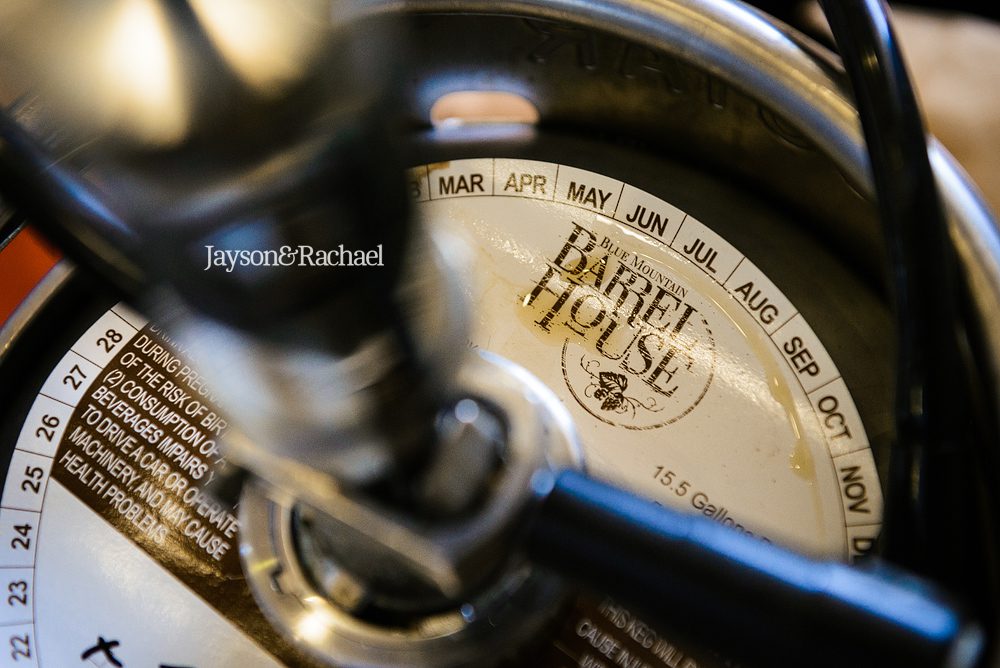 MAR APR MAY JUN JUL AUG SEP OCT NOV
Jayson&Rachael
BLUE MOUNTAIN
BARREL
HOUSE
15.5 Gallons
28
27
26
25
24
23
22
DURING
OF THE RISK OF
(2) CONSUMPTION OF
BEVERAGES IMPAIRS
TO DRIVE A CAR OR OPERATE
MACHINERY AND MAY CAUSE
HEALTH PROBLEMS.
THIS KEG WILL
CAUSE